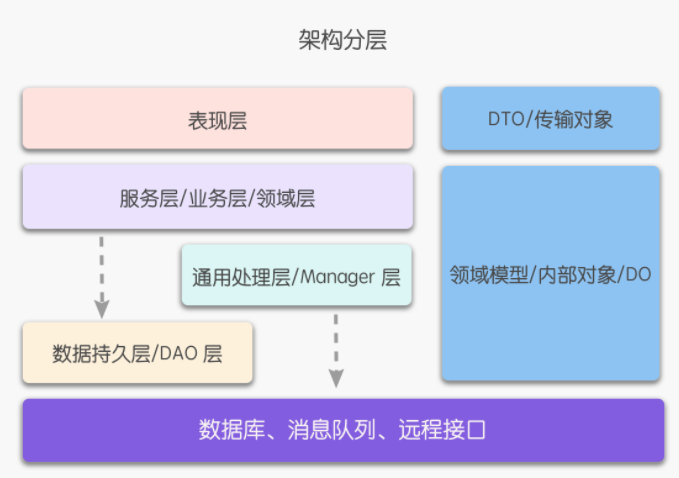 架构分层
表现层
DTO/传输对象
服务层/业务层/领域层
通用处理层/Manager 层
领域模型/内部对象/DO
数据持久层/DAO 层
数据库、消息队列、远程接口